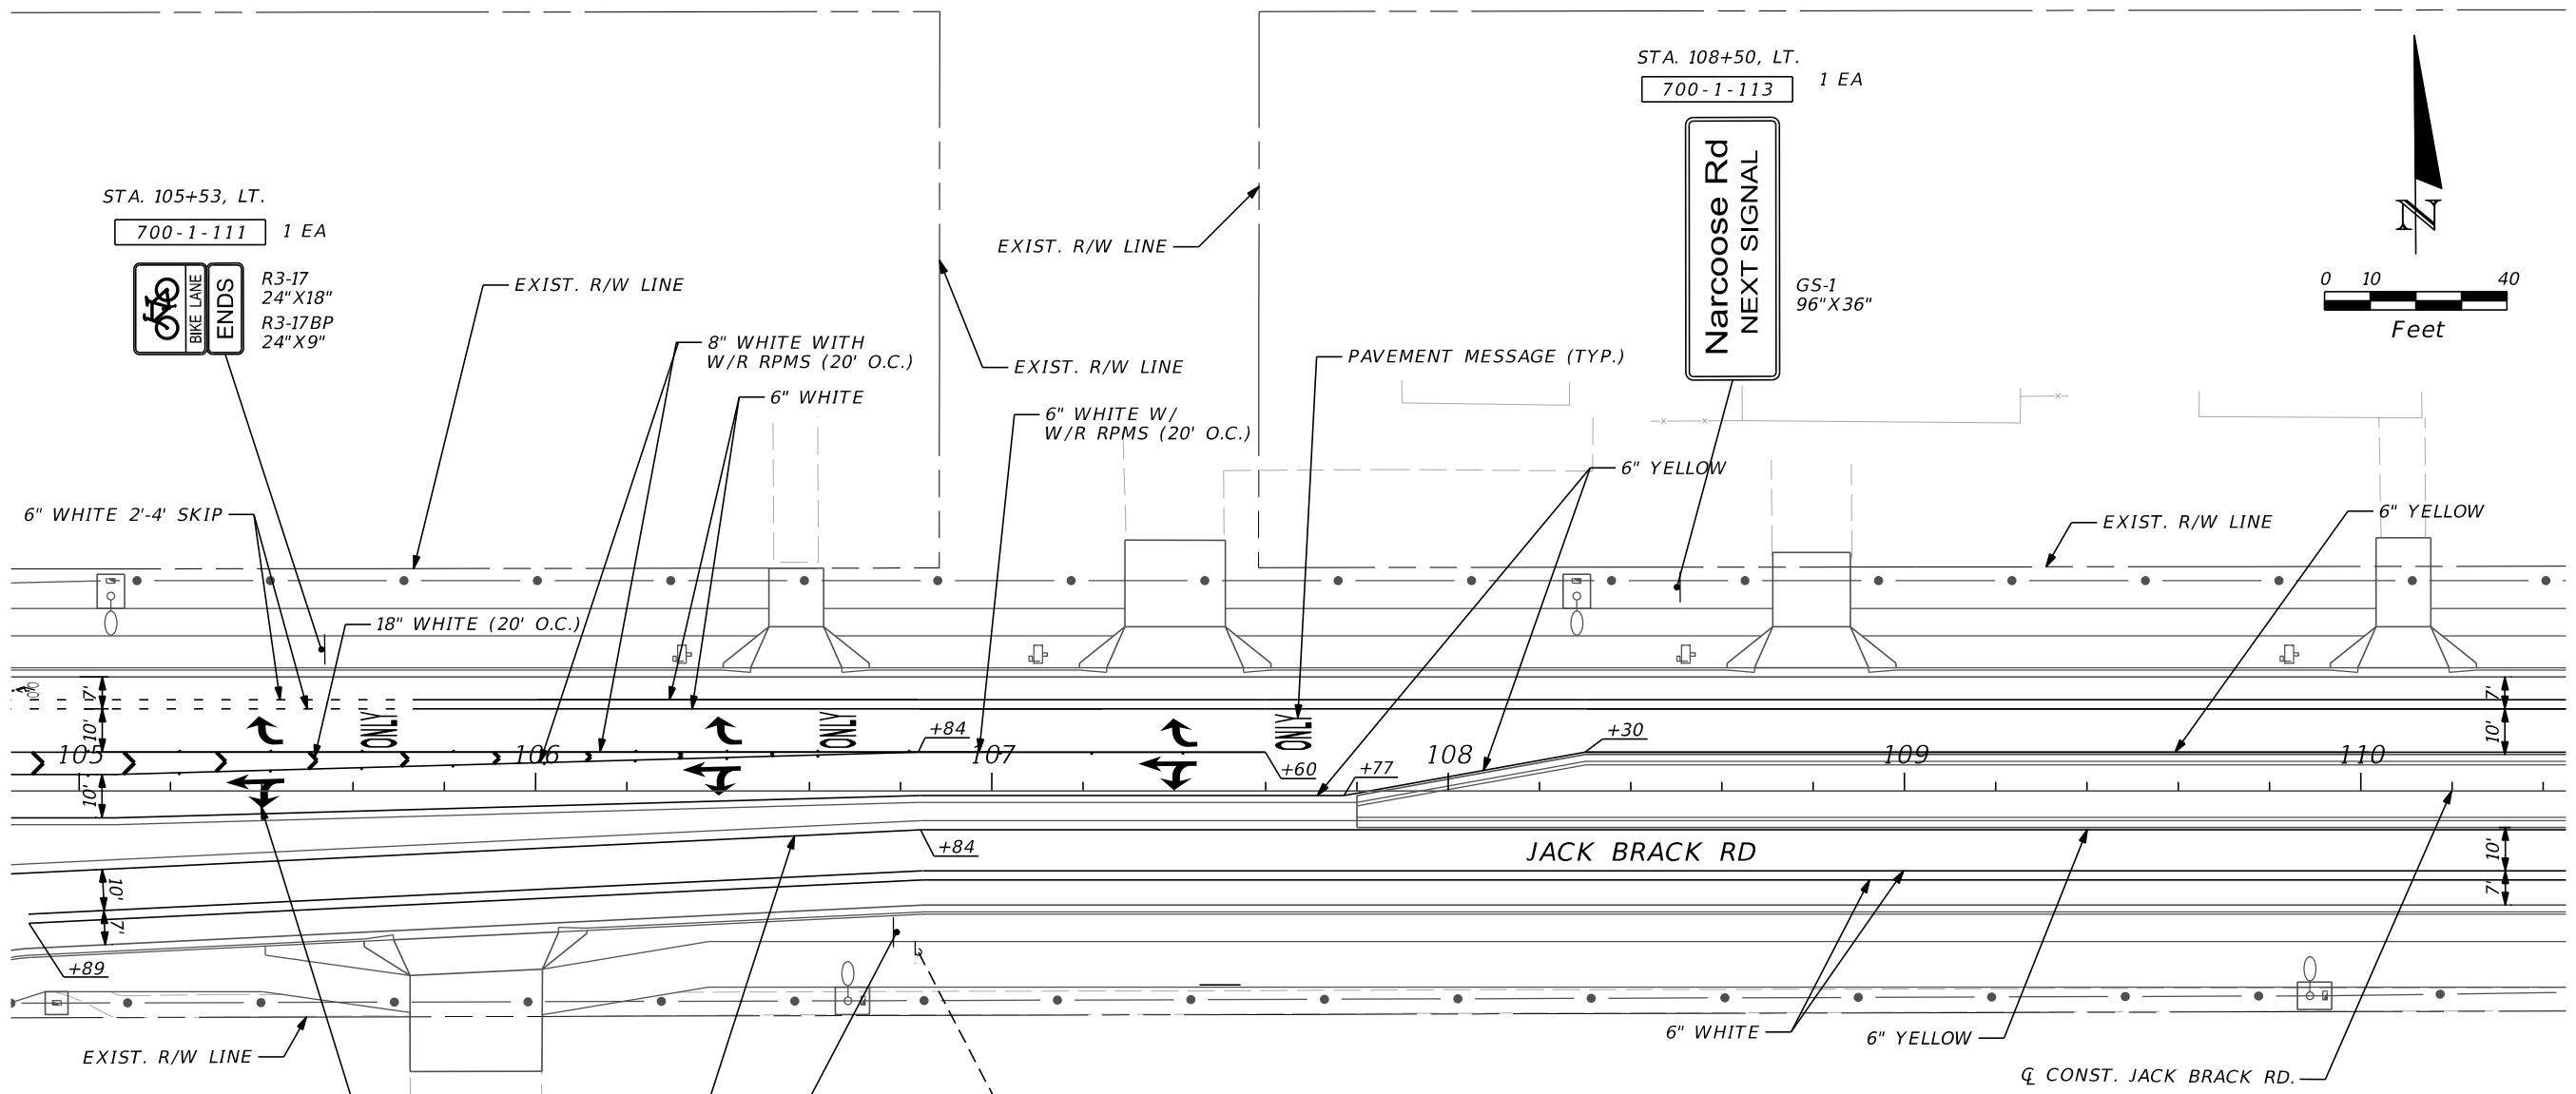 STA. 108+50, LT.
700-1-113
1 EA
Narcoose Rd
NEXT SIGNAL
GS-1
96"X36"
N
0 10 40
Feet
STA. 105+53, LT.
700-1-111
1 EA
BIKE LANE
ENDS
R3-17
24"X18"
R3-17BP
24"X9"
EXIST. R/W LINE
EXIST. R/W LINE
EXIST. R/W LINE
8" WHITE WITH
W/R RPMS (20' O.C.)
6" WHITE
6" WHITE W/
W/R RPMS (20' O.C.)
PAVEMENT MESSAGE (TYP.)
6" YELLOW
6" YELLOW
EXIST. R/W LINE
6" WHITE 2'-4' SKIP
18" WHITE (20' O.C.)
7'
10'
10'
ONLY
ONLY
ONLY
+84
+30
7'
10'
105
106
107
108
109
110
+60
+77
+84
JACK BRACK RD
10'
7'
10'
7'
+89
6" WHITE
6" YELLOW
EXIST. R/W LINE
℄ CONST. JACK BRACK RD.